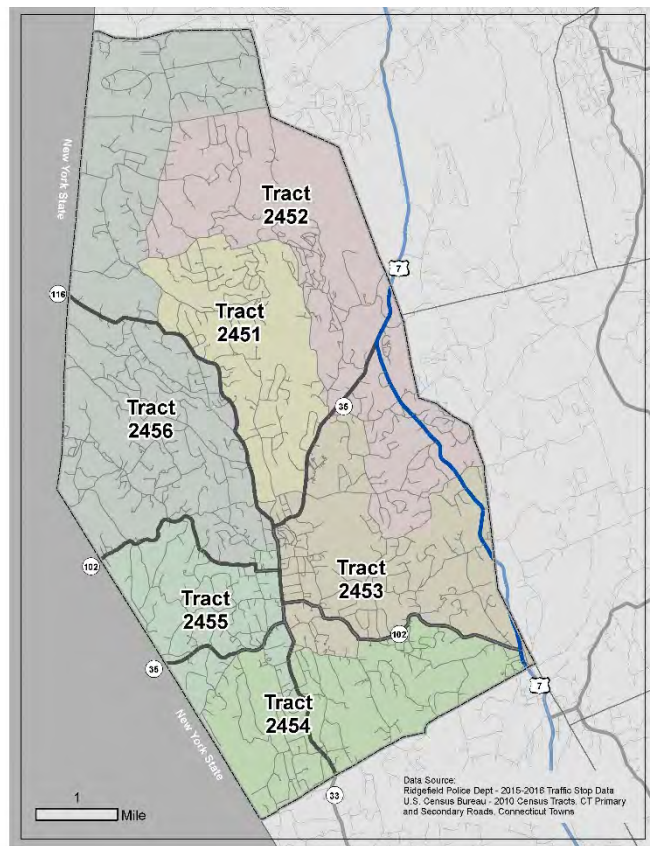 New York State
Tract
2452
7
116
Tract
2451
35
Tract
2456
102
Tract
2453
Tract
2455
102
35
7
New York State
Tract
2454
33
1
Mile
Data Source:
Ridgefield Police Dept - 2015-2016 Traffic Stop Data
U.S. Census Bureau - 2010 Census Tracts, CT Primary
and Secondary Roads, Connecticut Towns